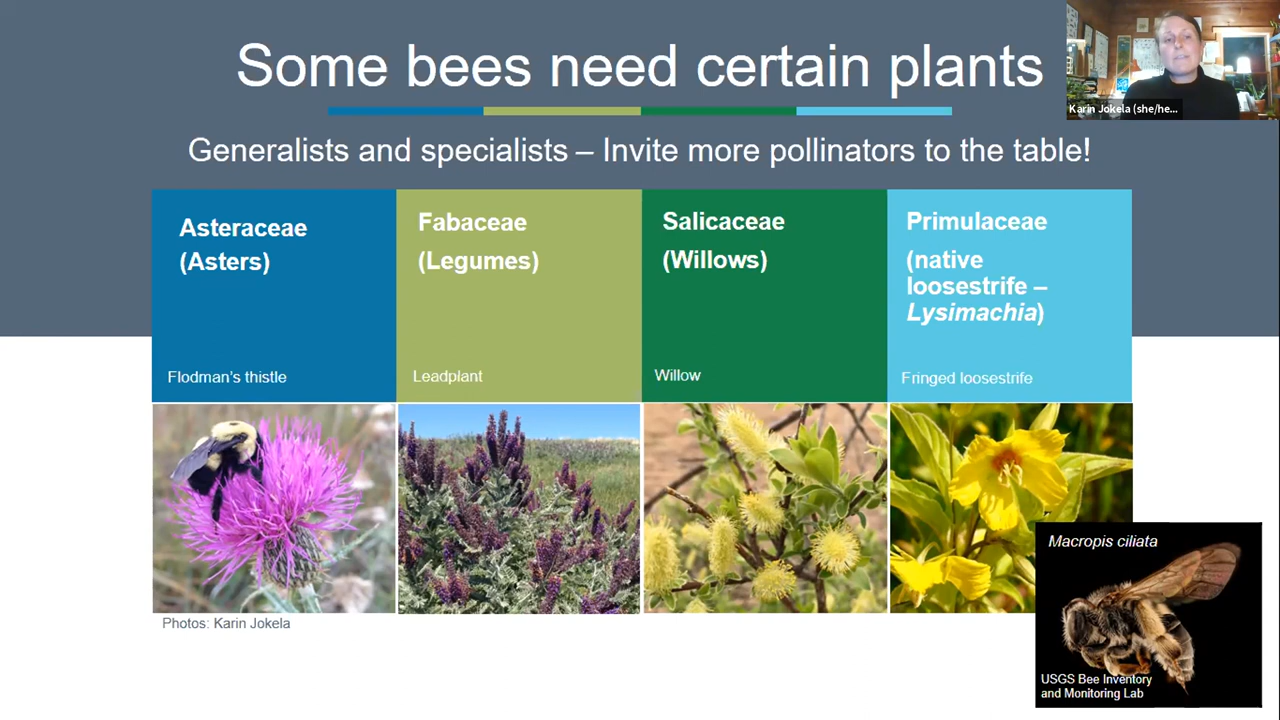 Some bees need certain plants
Karin Jokela (she/he...
Generalists and specialists – Invite more pollinators to the table!
Asteraceae
(Asters)
Flodman's thistle
Fabaceae
(Legumes)
Leadplant
Salicaceae
(Willows)
Willow
Primulaceae
(native
loosestrife –
Lysimachia)
Fringed loosestrife
Photos: Karin Jokela
Macropis ciliata
USGS Bee Inventory
and Monitoring Lab